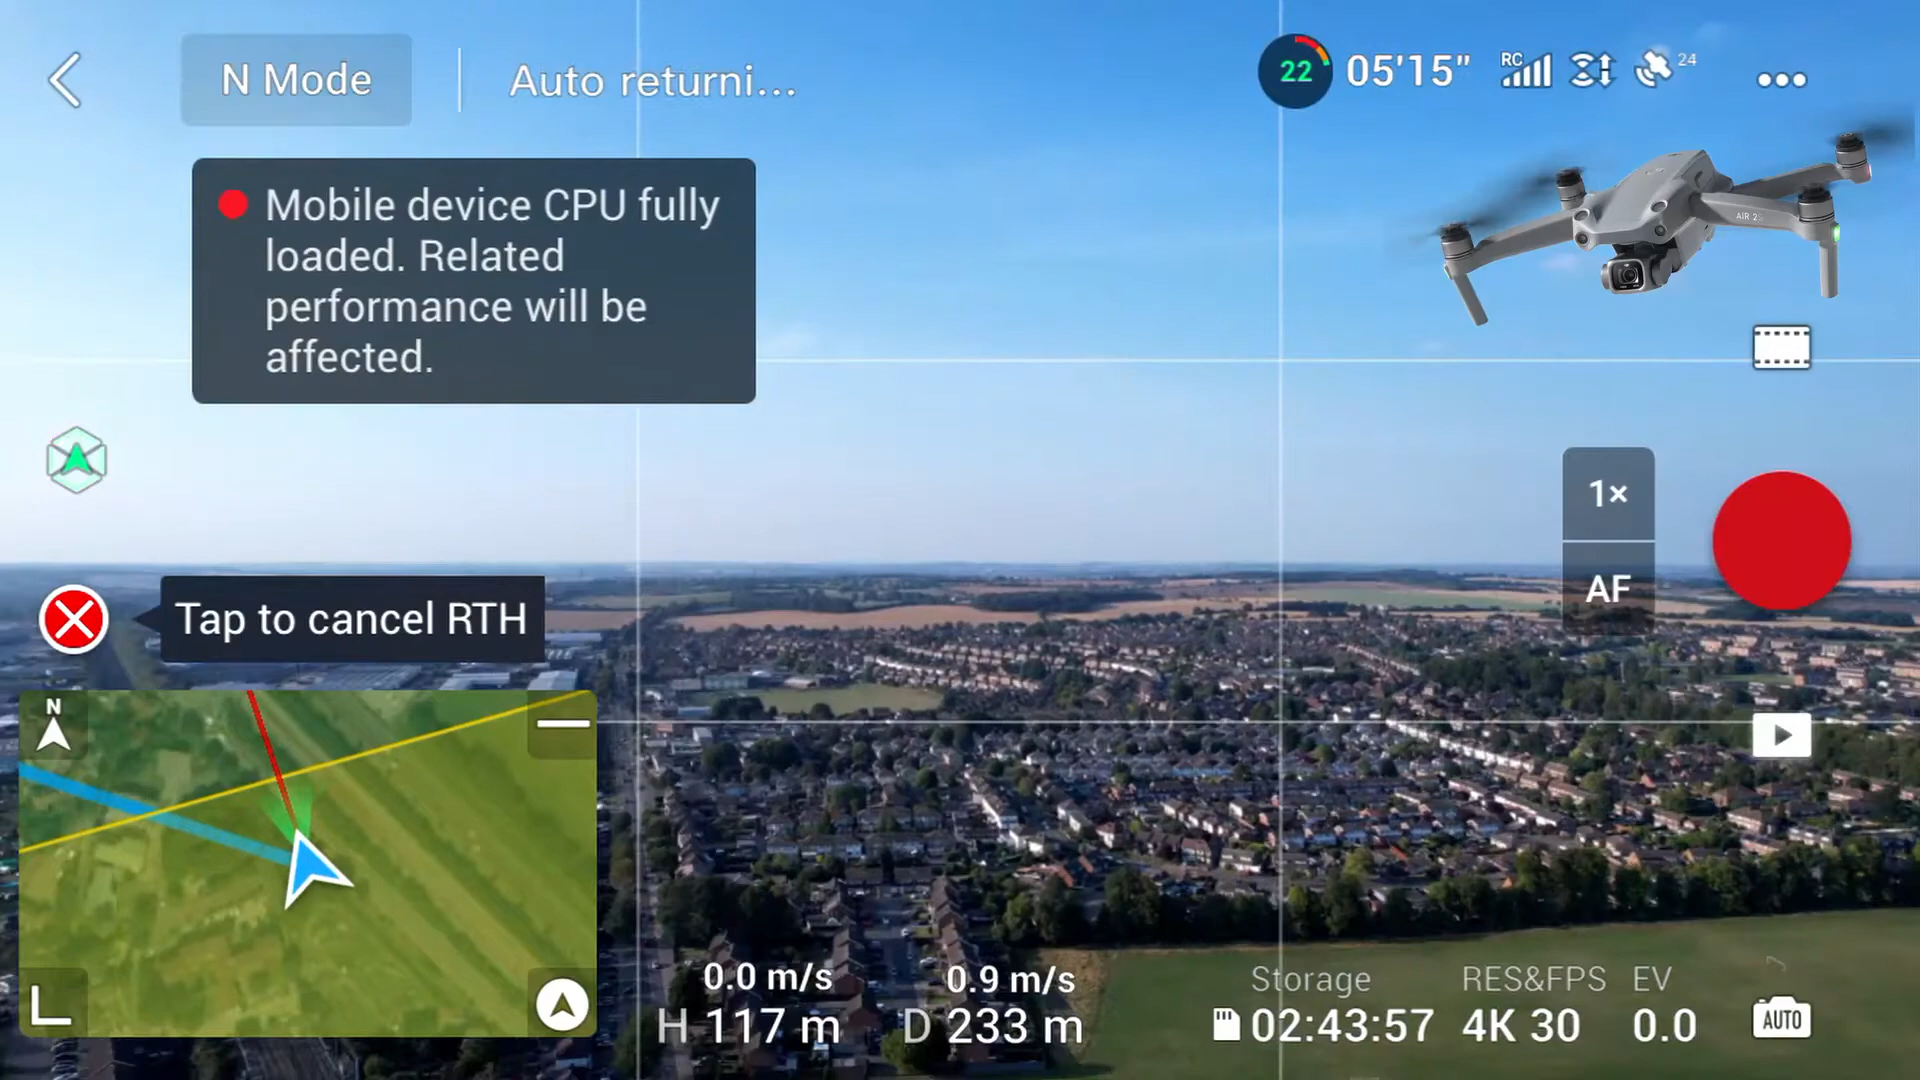 N Mode
Auto returni...
22
05'15"
RC
24
Mobile device CPU fully
loaded. Related
performance will be
affected.
AIR 2S
1×
AF
Tap to cancel RTH
N
0.0 m/s
0.9 m/s
H 117 m
D 233 m
Storage
RES&FPS
EV
02:43:57
4K 30
0.0
AUTO